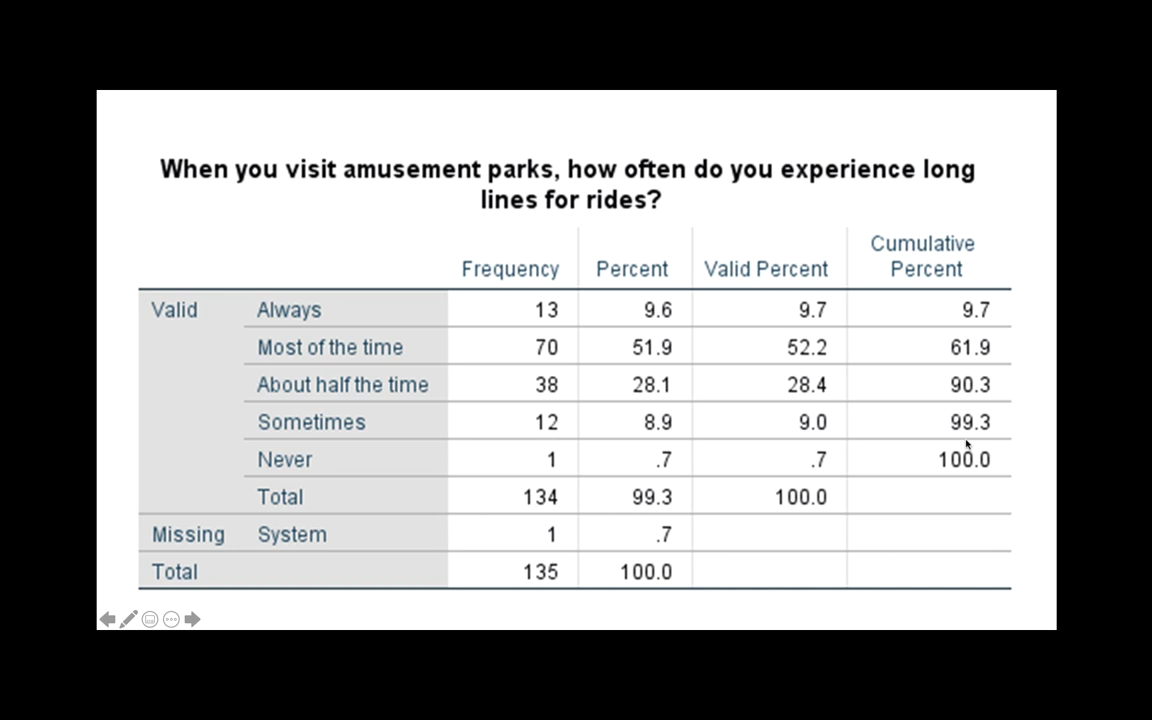 When you visit amusement parks, how often do you experience long
lines for rides?
Frequency Percent Valid Percent Cumulative Percent
Valid Always 13 9.6 9.7 9.7
Most of the time 70 51.9 52.2 61.9
About half the time 38 28.1 28.4 90.3
Sometimes 12 8.9 9.0 99.3
Never 1 .7 .7 100.0
Total 134 99.3 100.0
Missing System 1 .7
Total 135 100.0